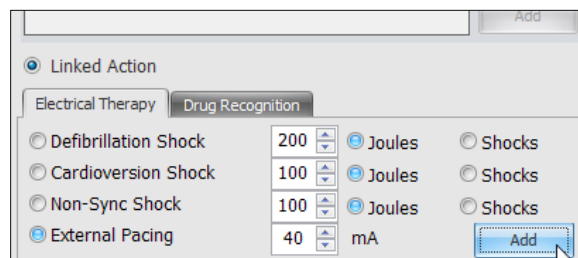 Add
Linked Action
Electrical Therapy Drug Recognition
Defibrillation Shock 200 Joules Shocks
Cardioversion Shock 100 Joules Shocks
Non-Sync Shock 100 Joules Shocks
External Pacing 40 mA Add